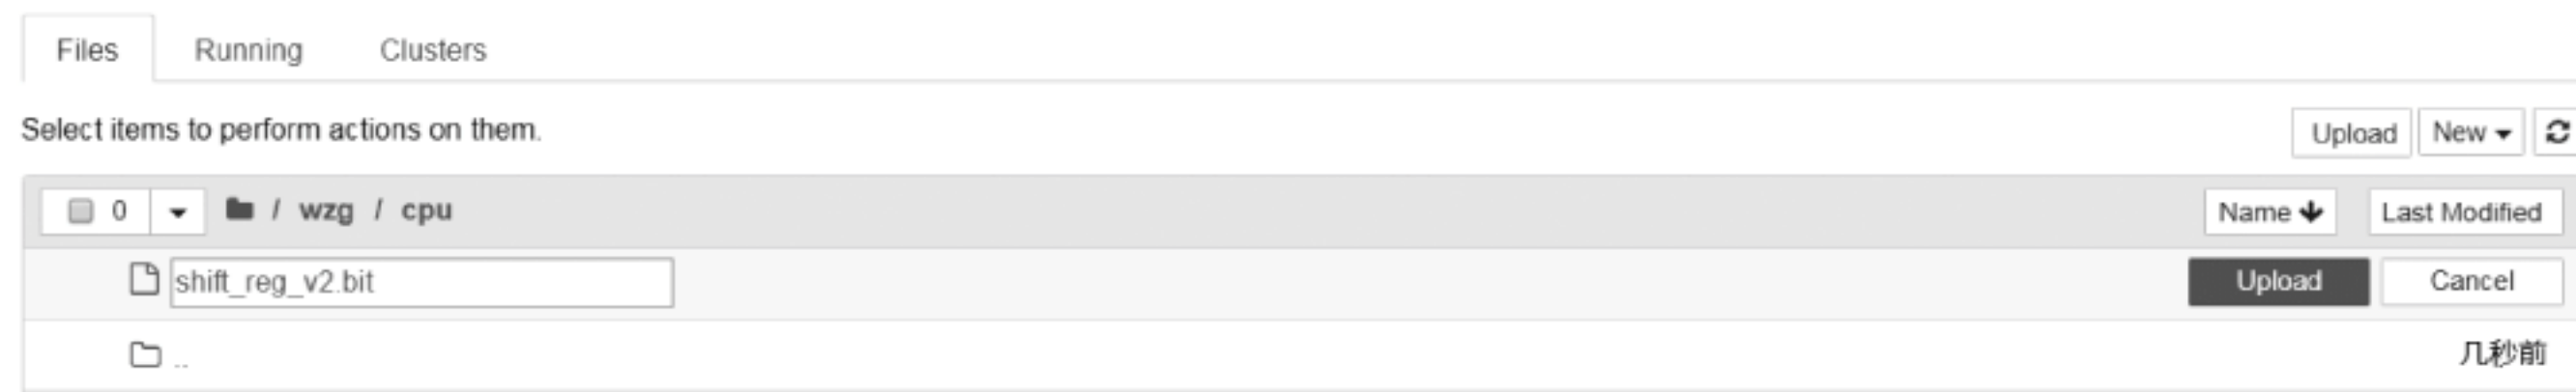 Files Running Clusters
Select items to perform actions on them. Upload New
0 / wzg / cpu Name Last Modified
shift_reg_v2.bit Upload Cancel
.. 几秒前